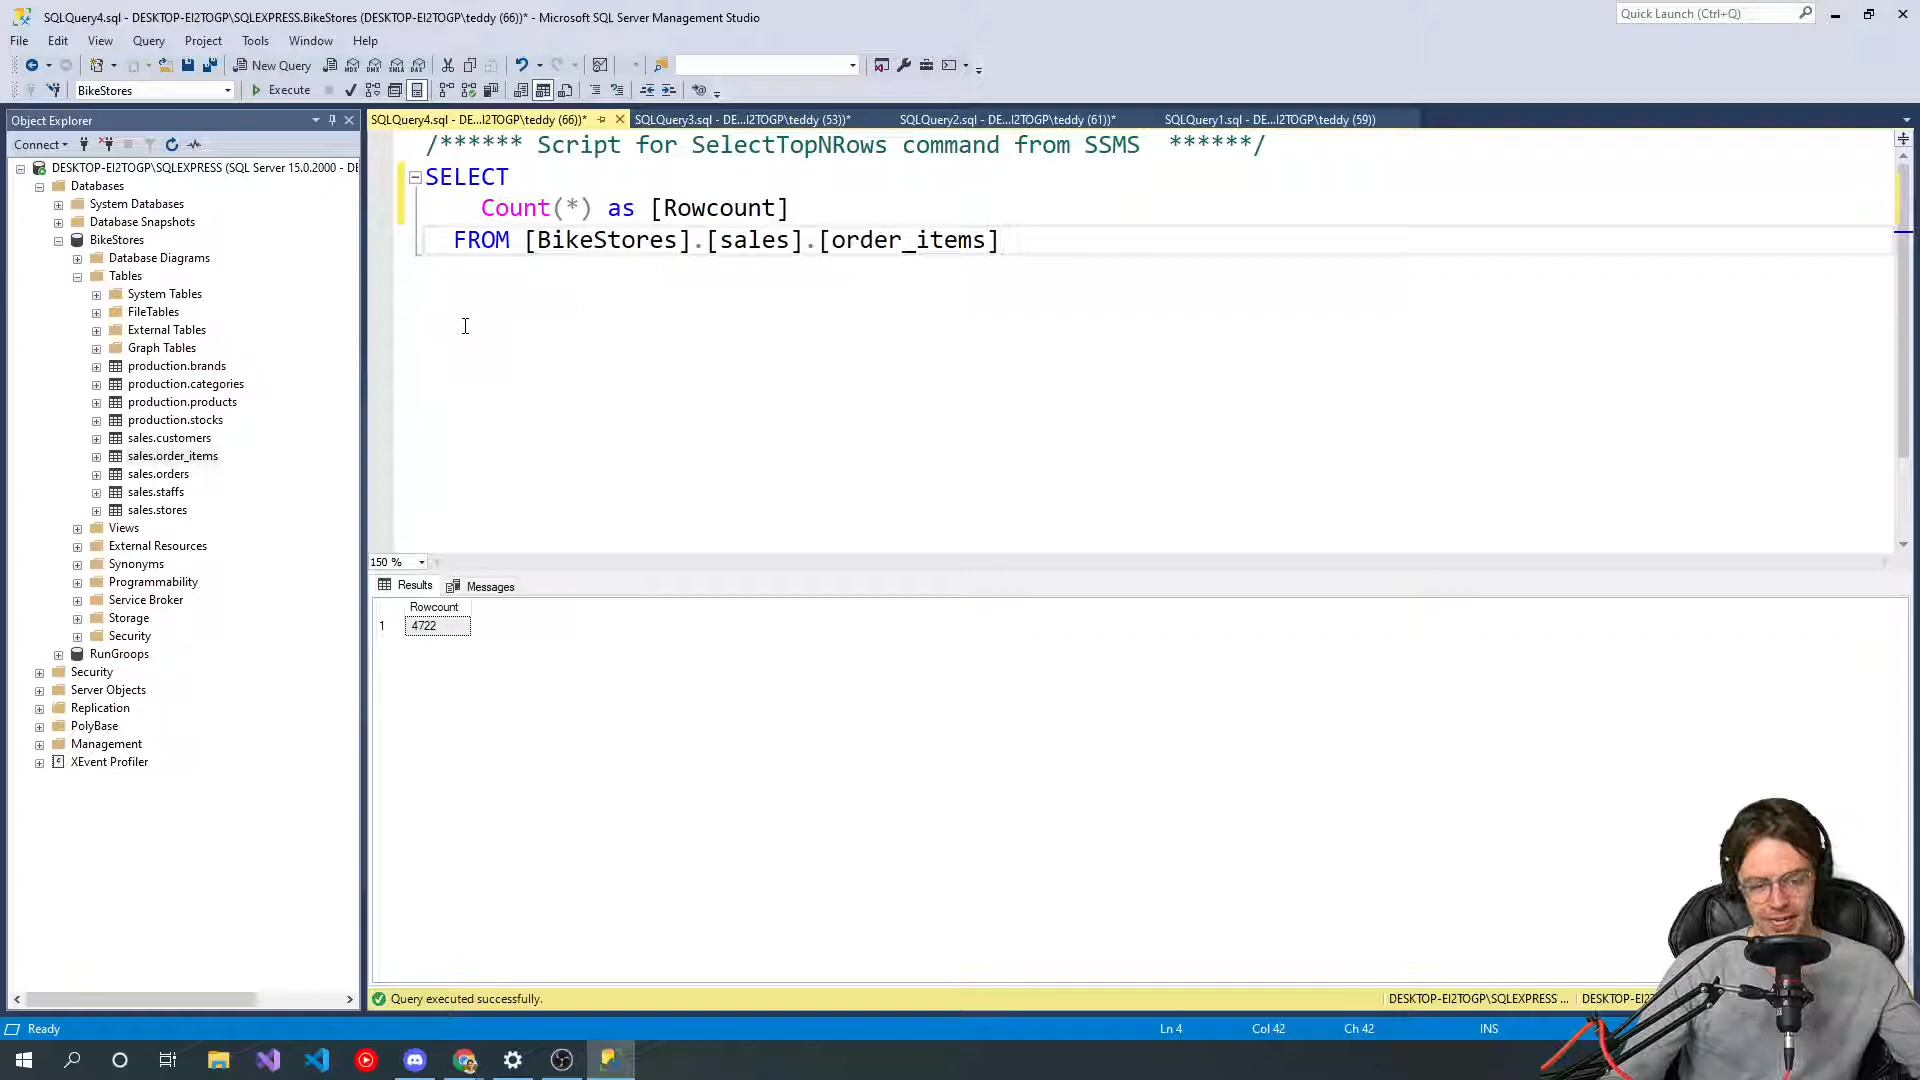 SQLQuery4.sql - DESKTOP-EI2TOGP\SQLEXPRESS.BikeStores (DESKTOP-EI2TOGP\teddy (66))* - Microsoft SQL Server Management Studio
Quick Launch (Ctrl+Q)
File Edit View Query Project Tools Window Help
New Query
BikeStores
Execute
Object Explorer
Connect
DESKTOP-EI2TOGP\SQLEXPRESS (SQL Server 15.0.2000 - DE
Databases
System Databases
Database Snapshots
BikeStores
Database Diagrams
Tables
System Tables
FileTables
External Tables
Graph Tables
production.brands
production.categories
production.products
production.stocks
sales.customers
sales.order_items
sales.orders
sales.staffs
sales.stores
Views
External Resources
Synonyms
Programmability
Service Broker
Storage
Security
RunGroops
Security
Server Objects
Replication
PolyBase
Management
XEvent Profiler
SQLQuery4.sql - DE...I2TOGP\teddy (66))* SQLQuery3.sql - DE...I2TOGP\teddy (53))* SQLQuery2.sql - DE...I2TOGP\teddy (61))* SQLQuery1.sql - DE...I2TOGP\teddy (59))
/****** Script for SelectTopNRows command from SSMS ******/
SELECT
Count(*) as [Rowcount]
FROM [BikeStores].[sales].[order_items]
150 %
Results Messages
Rowcount
1 4722
Query executed successfully.
DESKTOP-EI2TOGP\SQLEXPRESS ... DESKTOP-EI2
Ready
Ln 4 Col 42 Ch 42 INS